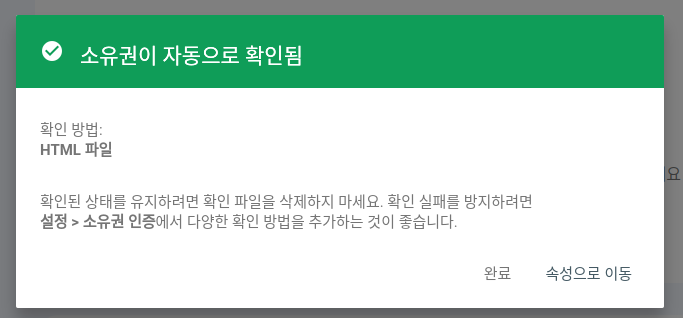 소유권이 자동으로 확인됨
확인 방법:
HTML 파일
요
확인된 상태를 유지하려면 확인 파일을 삭제하지 마세요. 확인 실패를 방지하려면
설정 > 소유권 인증에서 다양한 확인 방법을 추가하는 것이 좋습니다.
완료 속성으로 이동